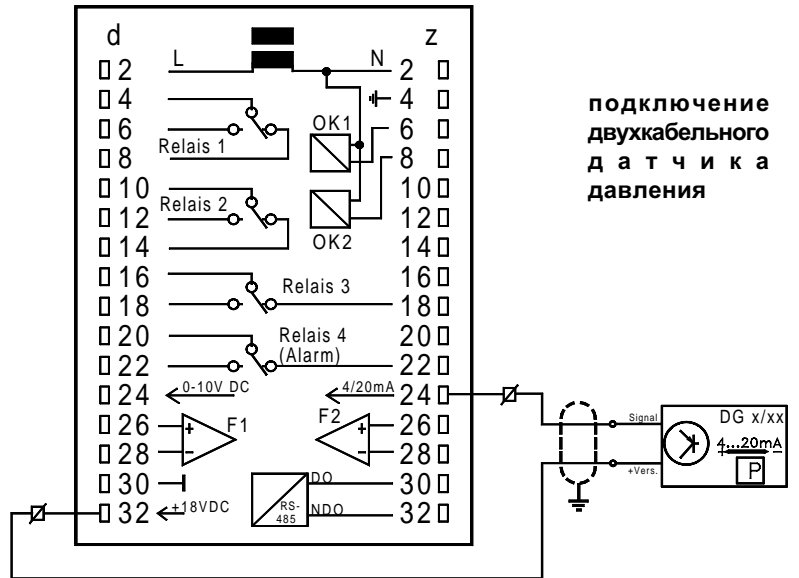 d z
2 L N 2
4 4
6 OK1 6
8 Relais 1 8
10 10
12 Relais 2 12
14 OK2 14
16 16
18 Relais 3 18
20 Relais 4 20
22 (Alarm) 22
24 0-10V DC 4/20mA 24
26 F1 F2 26
28 28
30 DO 30
32 +18VDC RS-485 NDO 32
подключение
двухкабельного
датчика
давления
Signal DG x/xx
4...20mA
+Vers. P